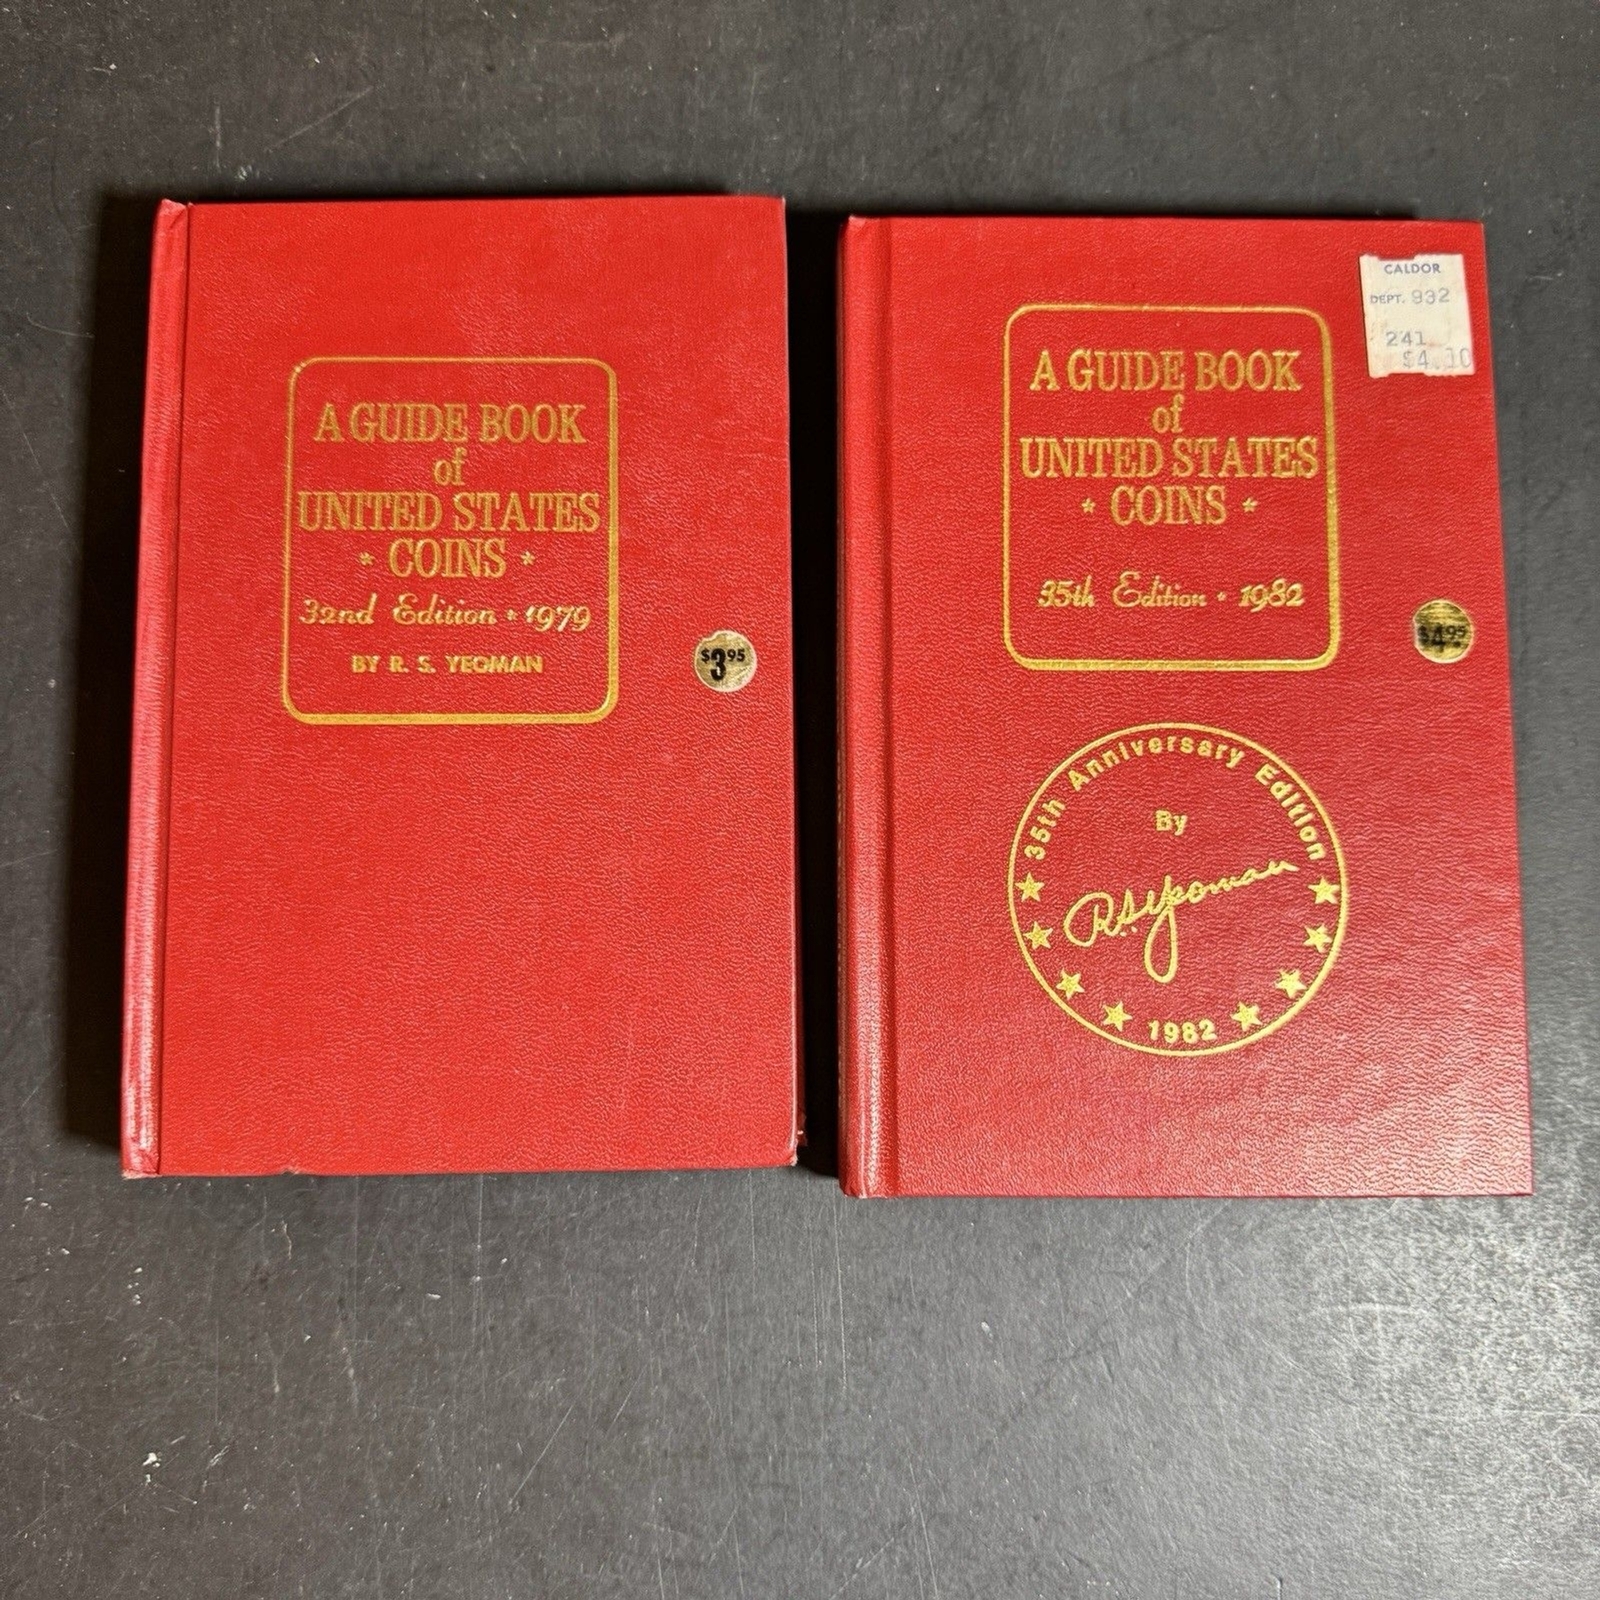 A GUIDE BOOK
of
UNITED STATES
* COINS *
32nd Edition • 1979
BY R. S. YEOMAN
$3.95
CALDOR
DEPT. 932
241
$4.10
A GUIDE BOOK
of
UNITED STATES
* COINS *
35th Edition • 1982
$4.95
35th Anniversary Edition
By
R.S. Yeoman
1982